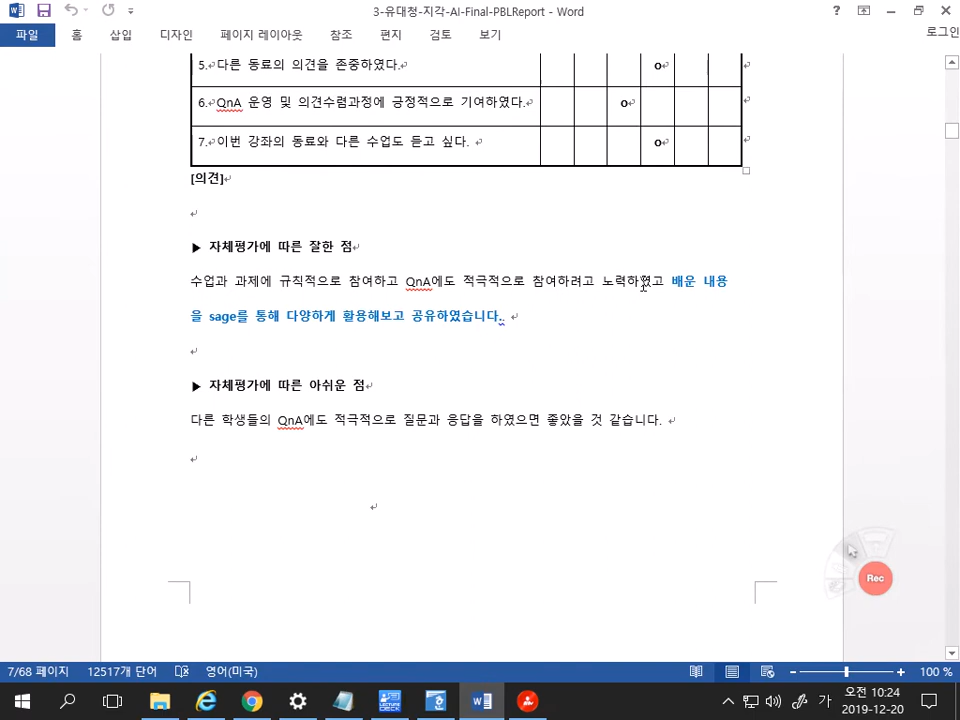 3-유대청-지각-AI-Final-PBLReport - Word
파일 홈 삽입 디자인 페이지 레이아웃 참조 편지 검토 보기 로그인
5. 다른 동료의 의견을 존중하였다. o
6. QnA 운영 및 의견수렴과정에 긍정적으로 기여하였다. o
7. 이번 강좌의 동료와 다른 수업도 듣고 싶다. o
[의견]
▶ 자체평가에 따른 잘한 점
수업과 과제에 규칙적으로 참여하고 QnA에도 적극적으로 참여하려고 노력하였고 배운 내용
을 sage를 통해 다양하게 활용해보고 공유하였습니다..
▶ 자체평가에 따른 아쉬운 점
다른 학생들의 QnA에도 적극적으로 질문과 응답을 하였으면 좋았을 것 같습니다.
Rec
7/68 페이지 12517개 단어 영어(미국) 100 %
가 오전 10:24
2019-12-20